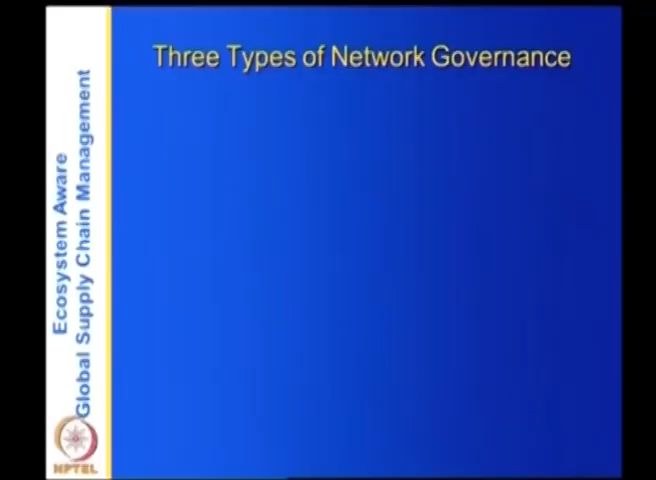 Three Types of Network Governance
Ecosystem Aware
Global Supply Chain Management
NPTEL